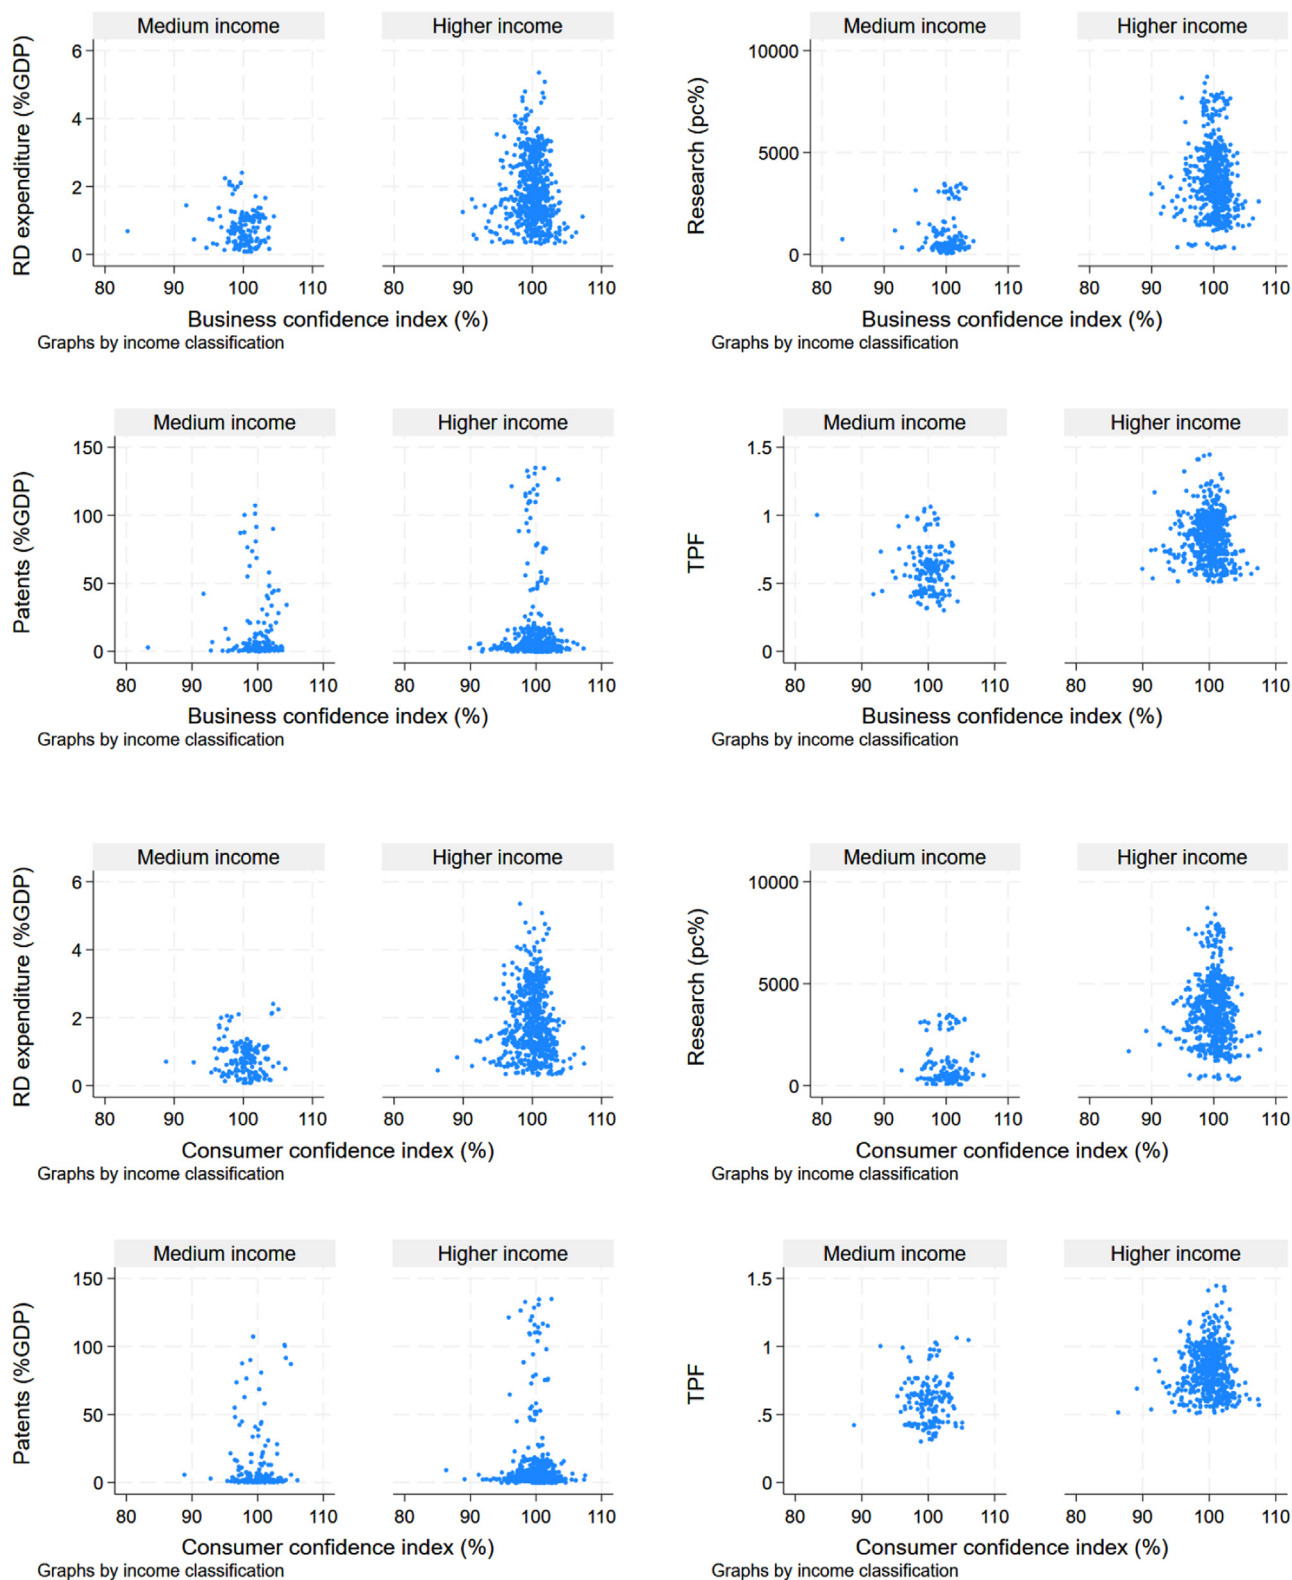 Medium income Higher income
RD expenditure (%GDP)
6
4
2
0
80 90 100 110 80 90 100 110
Business confidence index (%)
Graphs by income classification
Medium income Higher income
Research (pc%)
10000
5000
0
80 90 100 110 80 90 100 110
Business confidence index (%)
Graphs by income classification
Medium income Higher income
Patents (%GDP)
150
100
50
0
80 90 100 110 80 90 100 110
Business confidence index (%)
Graphs by income classification
Medium income Higher income
TPF
1.5
1
.5
0
80 90 100 110 80 90 100 110
Business confidence index (%)
Graphs by income classification
Medium income Higher income
RD expenditure (%GDP)
6
4
2
0
80 90 100 110 80 90 100 110
Consumer confidence index (%)
Graphs by income classification
Medium income Higher income
Research (pc%)
10000
5000
0
80 90 100 110 80 90 100 110
Consumer confidence index (%)
Graphs by income classification
Medium income Higher income
Patents (%GDP)
150
100
50
0
80 90 100 110 80 90 100 110
Consumer confidence index (%)
Graphs by income classification
Medium income Higher income
TPF
1.5
1
.5
0
80 90 100 110 80 90 100 110
Consumer confidence index (%)
Graphs by income classification